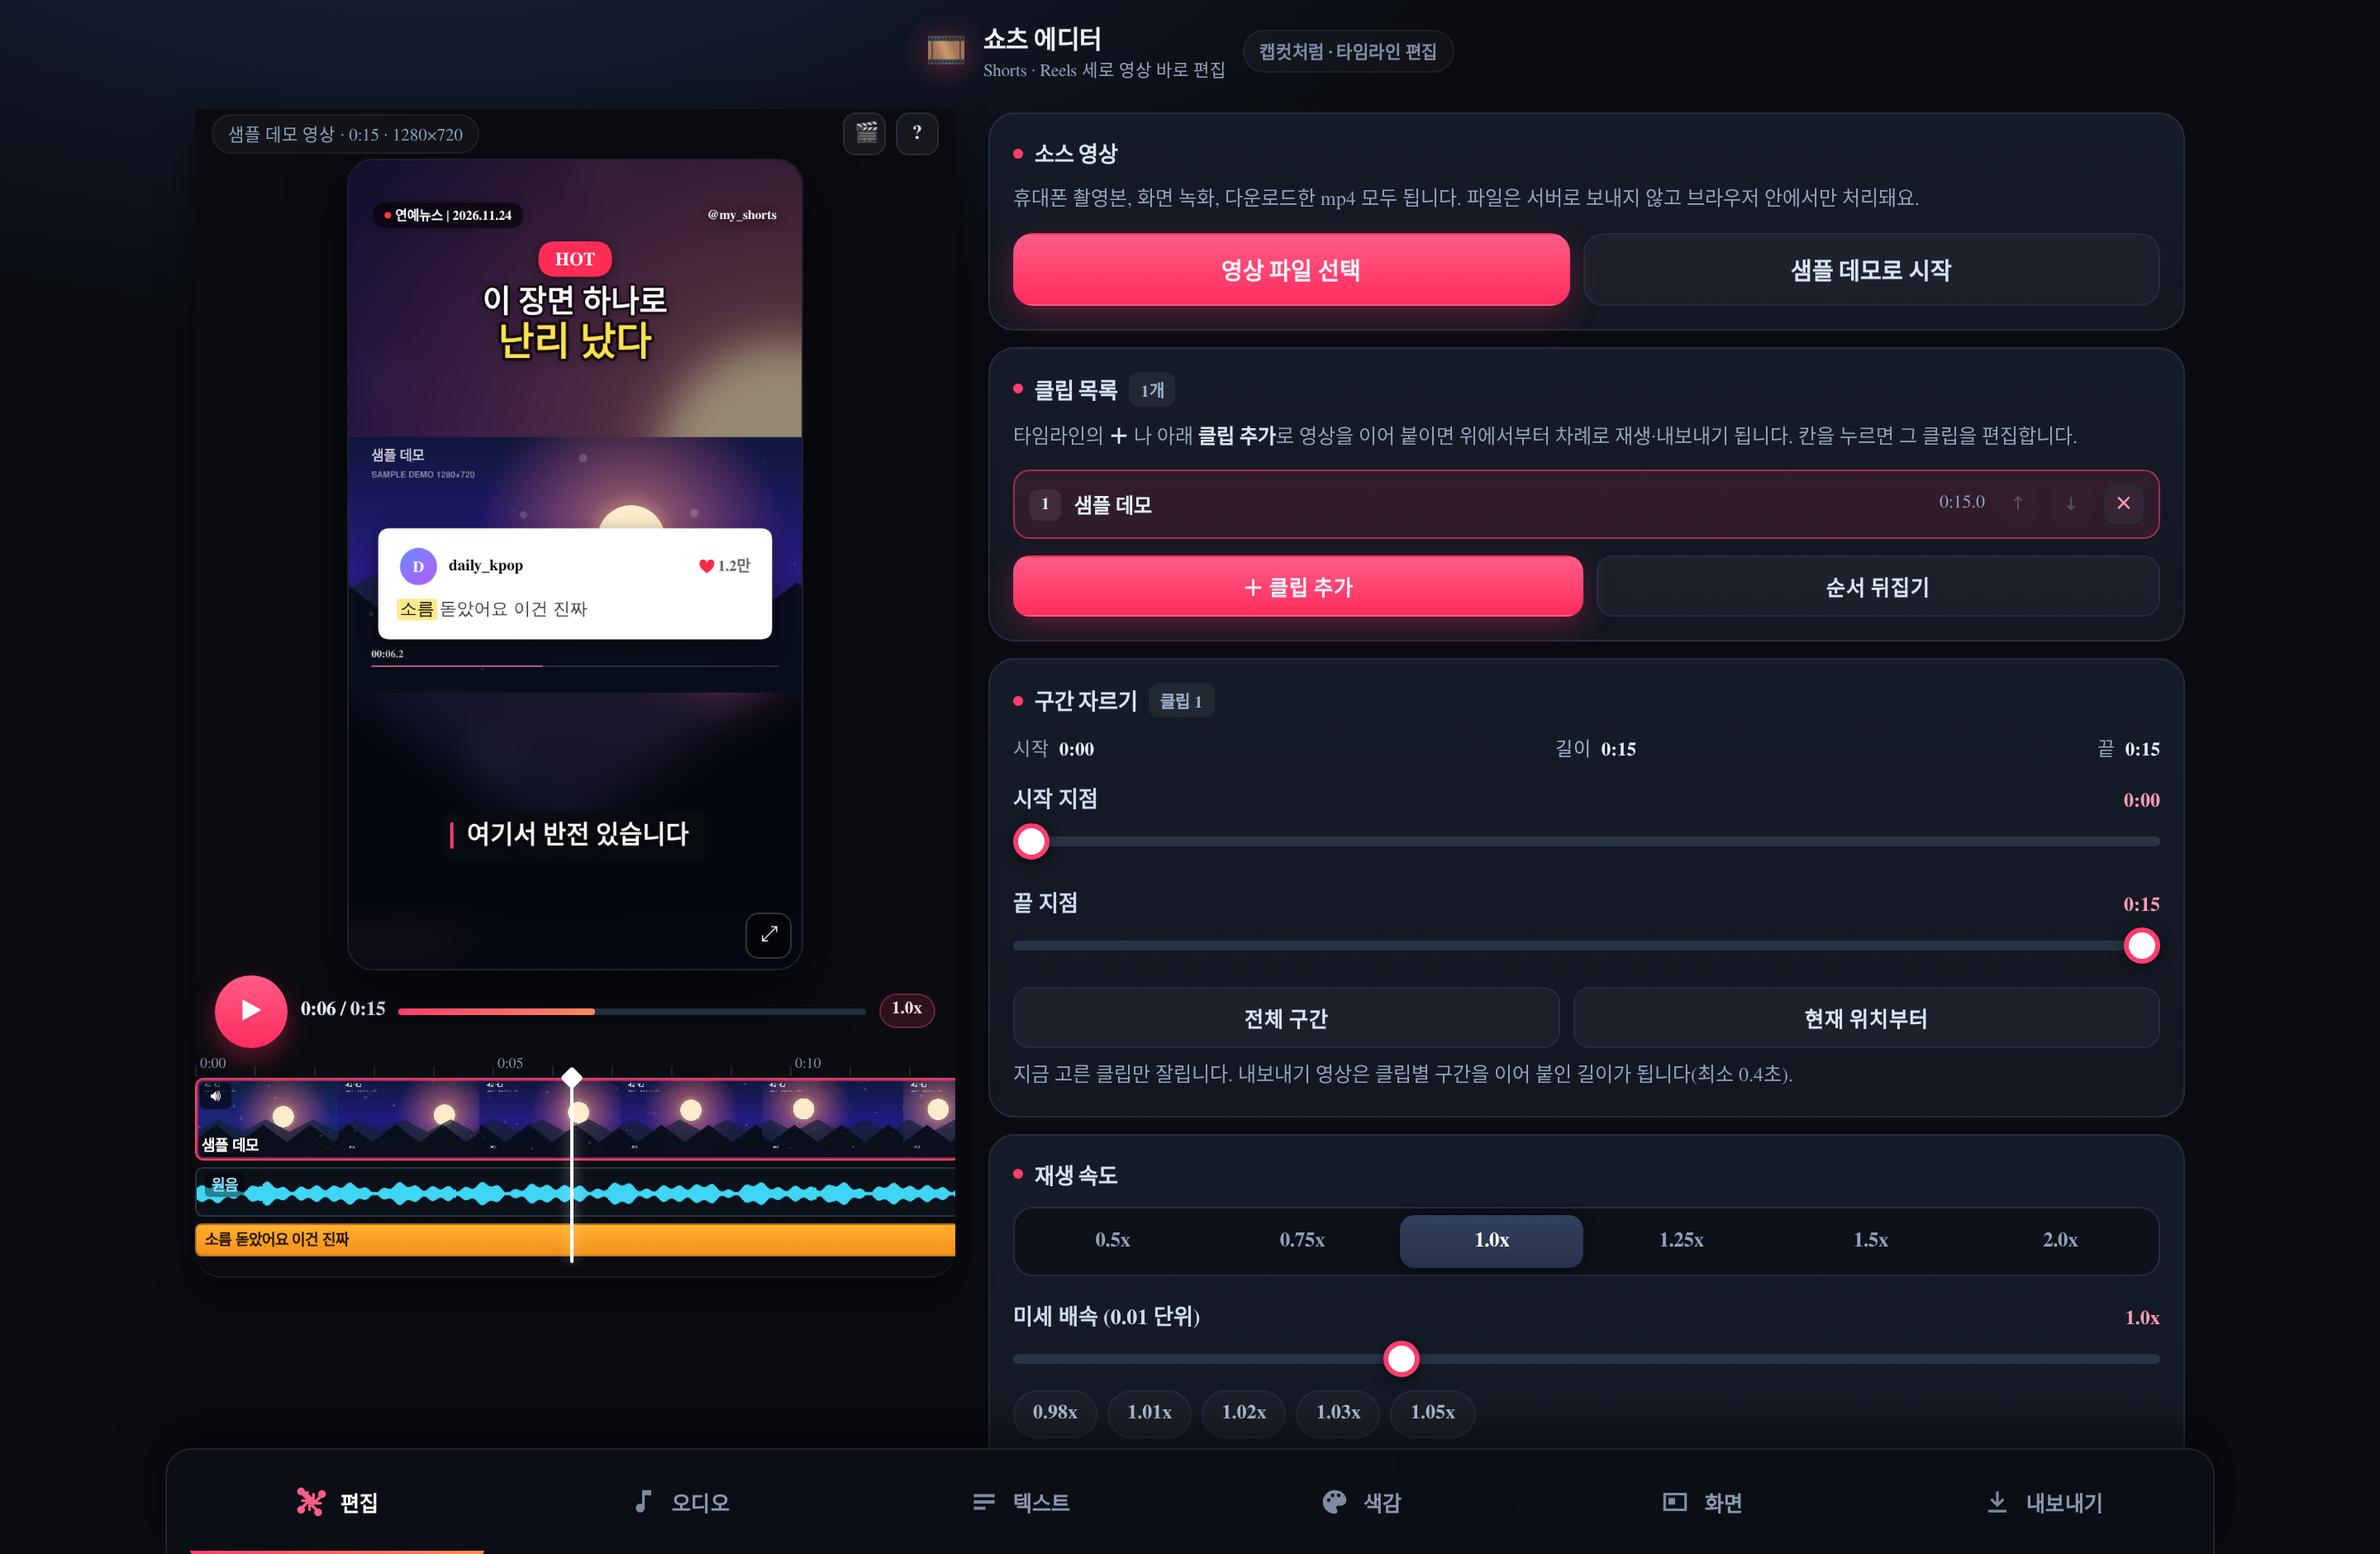 쇼츠 에디터
Shorts · Reels 세로 영상 바로 편집
캡컷처럼 · 타임라인 편집
샘플 데모 영상 · 0:15 · 1280×720
?
연예뉴스 | 2026.11.24
@my_shorts
HOT
이 장면 하나로
난리 났다
샘플 데모
SAMPLE DEMO 1280×720
D
daily_kpop
1.2만
소름 돋았어요 이건 진짜
00:06.2
여기서 반전 있습니다
0:06 / 0:15
1.0x
0:00
0:05
0:10
샘플 데모
원음
소름 돋았어요 이건 진짜
소스 영상
휴대폰 촬영본, 화면 녹화, 다운로드한 mp4 모두 됩니다. 파일은 서버로 보내지 않고 브라우저 안에서만 처리돼요.
영상 파일 선택
샘플 데모로 시작
클립 목록
1개
타임라인의 + 나 아래 클립 추가로 영상을 이어 붙이면 위에서부터 차례로 재생·내보내기 됩니다. 칸을 누르면 그 클립을 편집합니다.
1
샘플 데모
0:15.0
↑
↓
✕
+ 클립 추가
순서 뒤집기
구간 자르기
클립 1
시작 0:00
길이 0:15
끝 0:15
시작 지점
0:00
끝 지점
0:15
전체 구간
현재 위치부터
지금 고른 클립만 잘립니다. 내보내기 영상은 클립별 구간을 이어 붙인 길이가 됩니다(최소 0.4초).
재생 속도
0.5x
0.75x
1.0x
1.25x
1.5x
2.0x
미세 배속 (0.01 단위)
1.0x
0.98x
1.01x
1.02x
1.03x
1.05x
편집
오디오
텍스트
색감
화면
내보내기